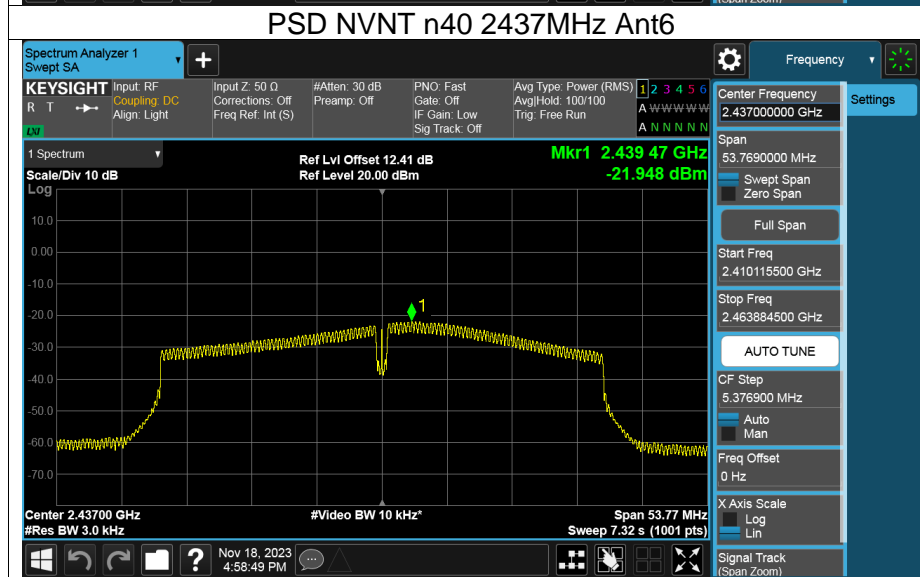 (Span Zoom)
PSD NVNT n40 2437MHz Ant6
Spectrum Analyzer 1
Swept SA
+
Frequency
KEYSIGHT
R T
LXI
Input: RF
Coupling: DC
Align: Light
Input Z: 50 Ω
Corrections: Off
Freq Ref: Int (S)
#Atten: 30 dB
Preamp: Off
PNO: Fast
Gate: Off
IF Gain: Low
Sig Track: Off
Avg Type: Power (RMS)
Avg|Hold: 100/100
Trig: Free Run
1 2 3 4 5 6
A W W W W W
A N N N N N
1 Spectrum
Scale/Div 10 dB
Ref Lvl Offset 12.41 dB
Ref Level 20.00 dBm
Mkr1 2.439 47 GHz
-21.948 dBm
Log
10.0
0.00
-10.0
-20.0
-30.0
-40.0
-50.0
-60.0
-70.0
1
Center 2.43700 GHz
#Res BW 3.0 kHz
#Video BW 10 kHz*
Span 53.77 MHz
Sweep 7.32 s (1001 pts)
?
Nov 18, 2023
4:58:49 PM
Center Frequency
2.437000000 GHz
Settings
Span
53.7690000 MHz
Swept Span
Zero Span
Full Span
Start Freq
2.410115500 GHz
Stop Freq
2.463884500 GHz
AUTO TUNE
CF Step
5.376900 MHz
Auto
Man
Freq Offset
0 Hz
X Axis Scale
Log
Lin
Signal Track
(Span Zoom)